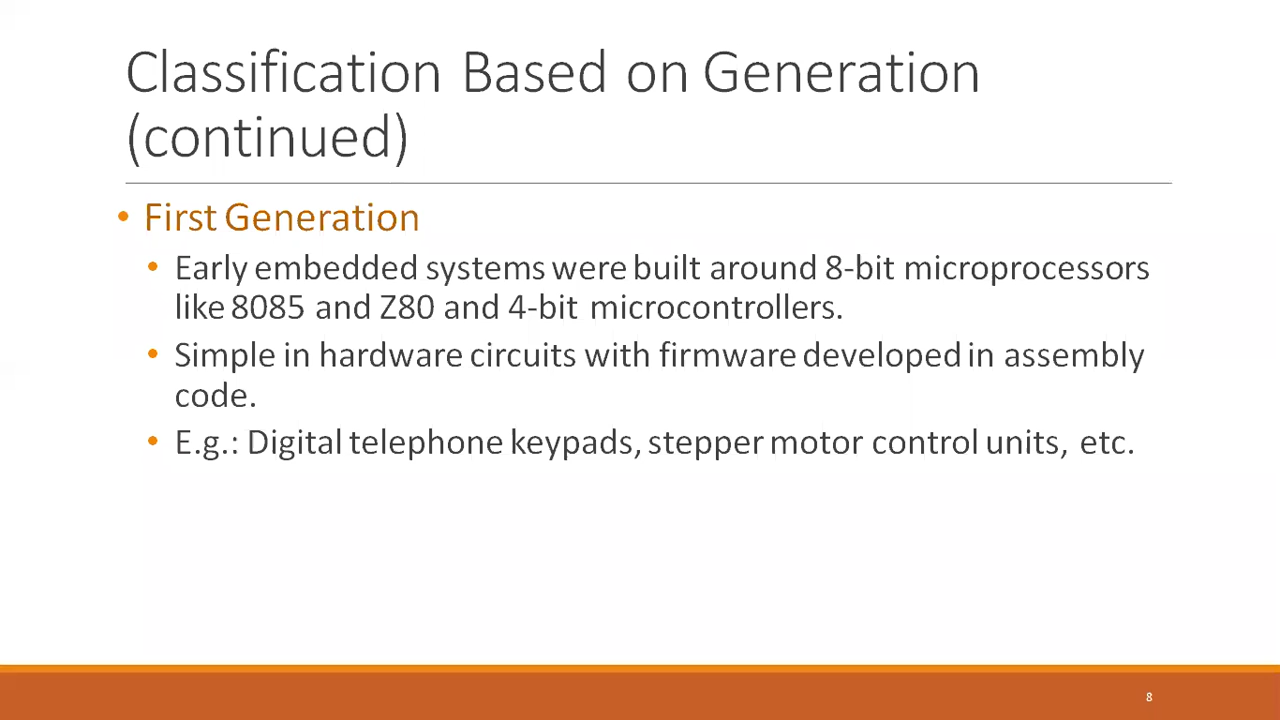 Classification Based on Generation
(continued)
• First Generation
• Early embedded systems were built around 8-bit microprocessors
like 8085 and Z80 and 4-bit microcontrollers.
• Simple in hardware circuits with firmware developed in assembly
code.
• E.g.: Digital telephone keypads, stepper motor control units, etc.
8